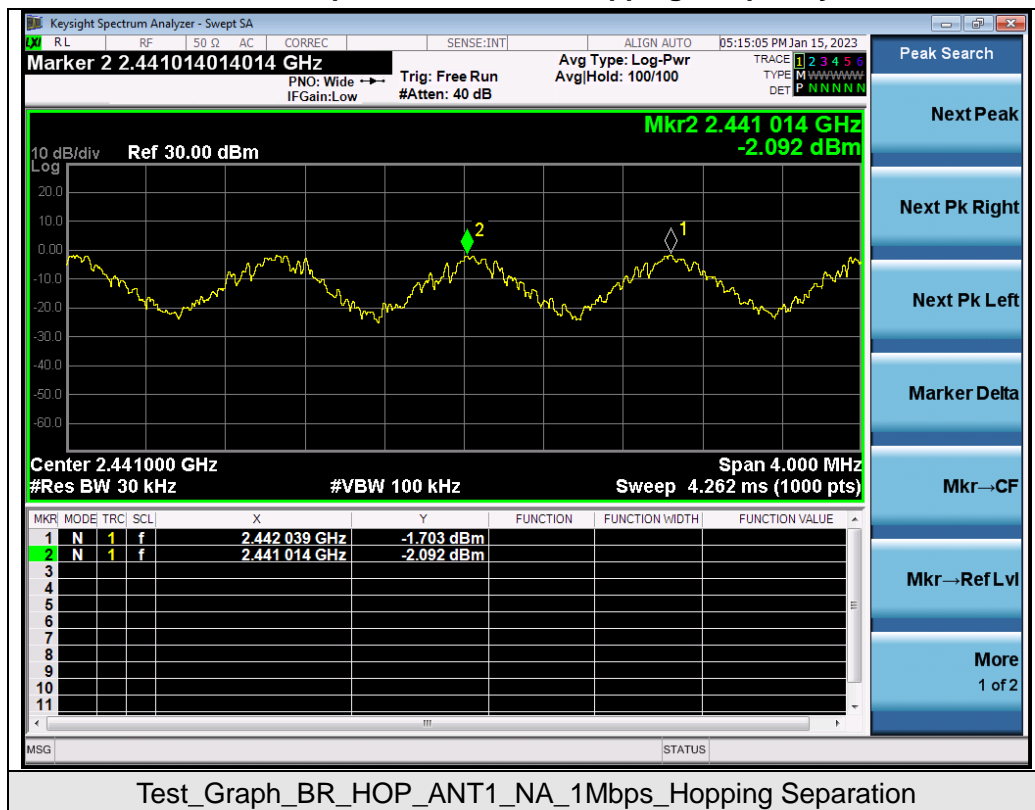 Keysight Spectrum Analyzer - Swept SA
LXI RL RF 50 Ω AC CORREC SENSE:INT ALIGN AUTO 05:15:05 PM Jan 15, 2023
Marker 2 2.441014014014 GHz
PNO: Wide
IFGain:Low
Trig: Free Run
#Atten: 40 dB
Avg Type: Log-Pwr
Avg|Hold: 100/100
TRACE 1 2 3 4 5 6
TYPE M WWWWW
DET P N N N N N
Mkr2 2.441 014 GHz
-2.092 dBm
10 dB/div Ref 30.00 dBm
Log
20.0
10.0
0.00
-10.0
-20.0
-30.0
-40.0
-50.0
-60.0
2
1
Center 2.441000 GHz Span 4.000 MHz
#Res BW 30 kHz #VBW 100 kHz Sweep 4.262 ms (1000 pts)
MKR MODE TRC SCL X Y FUNCTION FUNCTION WIDTH FUNCTION VALUE
1 N 1 f 2.442 039 GHz -1.703 dBm
2 N 1 f 2.441 014 GHz -2.092 dBm
3
4
5
6
7
8
9
10
11
MSG STATUS
Peak Search
Next Peak
Next Pk Right
Next Pk Left
Marker Delta
Mkr→CF
Mkr→Ref Lvl
More
1 of 2
Test_Graph_BR_HOP_ANT1_NA_1Mbps_Hopping Separation